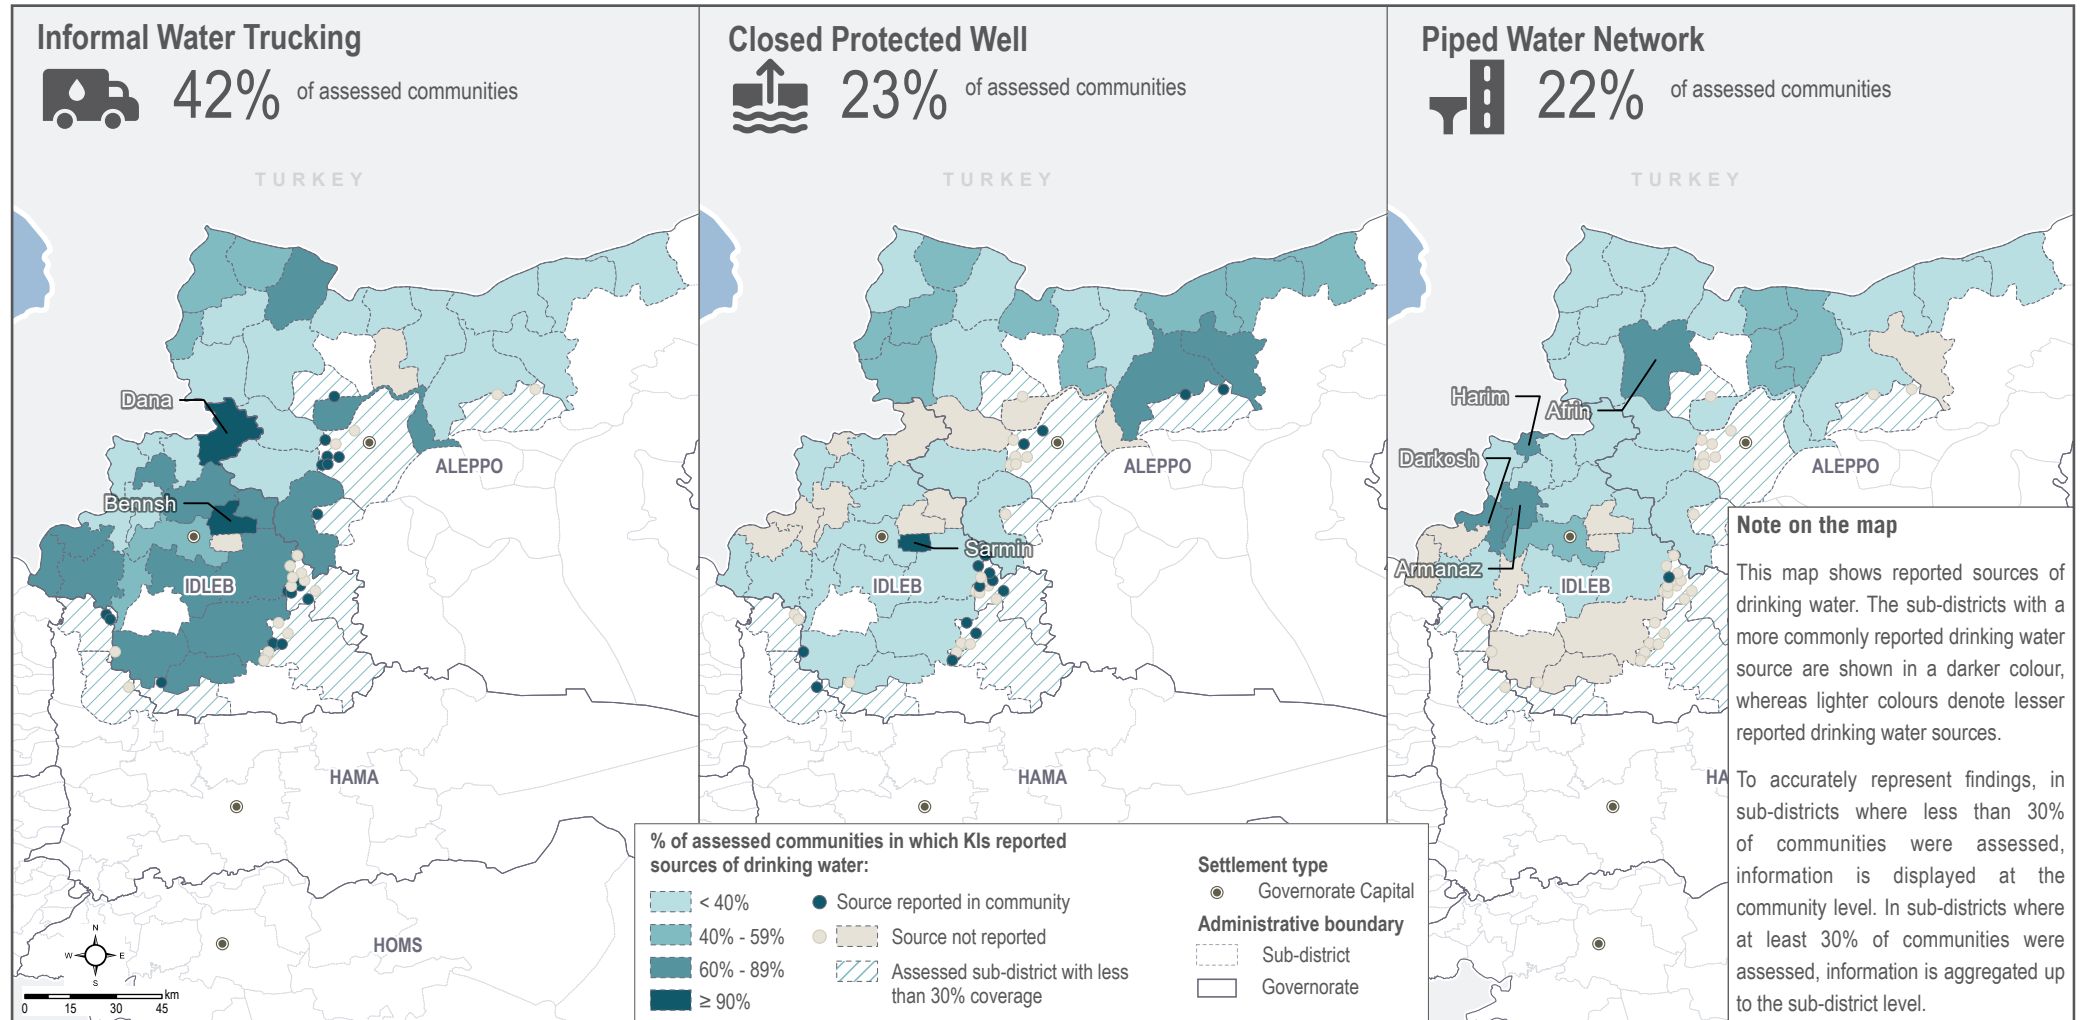 Informal Water Trucking
42% of assessed communities
TURKEY
Dana
Bennsh
ALEPPO
IDLEB
HAMA
HOMS
N
W E
S
km
0 15 30 45
Closed Protected Well
23% of assessed communities
TURKEY
ALEPPO
Sarmin
IDLEB
HAMA
Piped Water Network
22% of assessed communities
TURKEY
Harim
Afrin
Darkosh
ALEPPO
Armanaz
IDLEB
HA
% of assessed communities in which KIs reported
sources of drinking water:
< 40%
40% - 59%
60% - 89%
≥ 90%
Source reported in community
Source not reported
Assessed sub-district with less
than 30% coverage
Settlement type
Governorate Capital
Administrative boundary
Sub-district
Governorate
Note on the map
This map shows reported sources of
drinking water. The sub-districts with a
more commonly reported drinking water
source are shown in a darker colour,
whereas lighter colours denote lesser
reported drinking water sources.
To accurately represent findings, in
sub-districts where less than 30%
of communities were assessed,
information is displayed at the
community level. In sub-districts where
at least 30% of communities were
assessed, information is aggregated up
to the sub-district level.